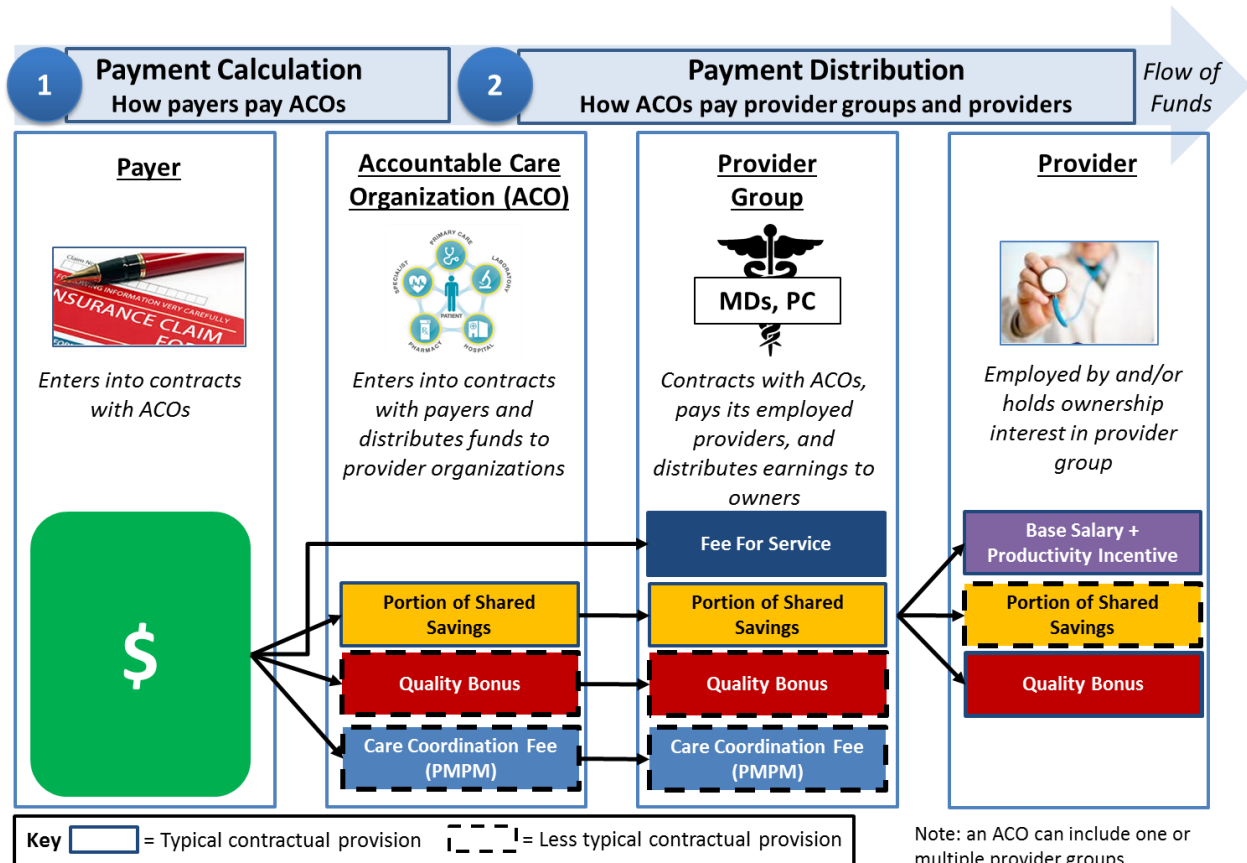 1
Payment Calculation
How payers pay ACOs
2
Payment Distribution
How ACOs pay provider groups and providers
Flow of
Funds
Payer
INSURANCE CLAIM
Enters into contracts
with ACOs
$
Accountable Care
Organization (ACO)
PRIMARY CARE
SPECIALIST
LABORATORY
PATIENT
PHARMACY
HOSPITAL
Enters into contracts
with payers and
distributes funds to
provider organizations
Portion of Shared
Savings
Quality Bonus
Care Coordination Fee
(PMPM)
Provider
Group
MDs, PC
Contracts with ACOs,
pays its employed
providers, and
distributes earnings to
owners
Fee For Service
Portion of Shared
Savings
Quality Bonus
Care Coordination Fee
(PMPM)
Provider
Employed by and/or
holds ownership
interest in provider
group
Base Salary +
Productivity Incentive
Portion of Shared
Savings
Quality Bonus
Key = Typical contractual provision = Less typical contractual provision
Note: an ACO can include one or
multiple provider groups